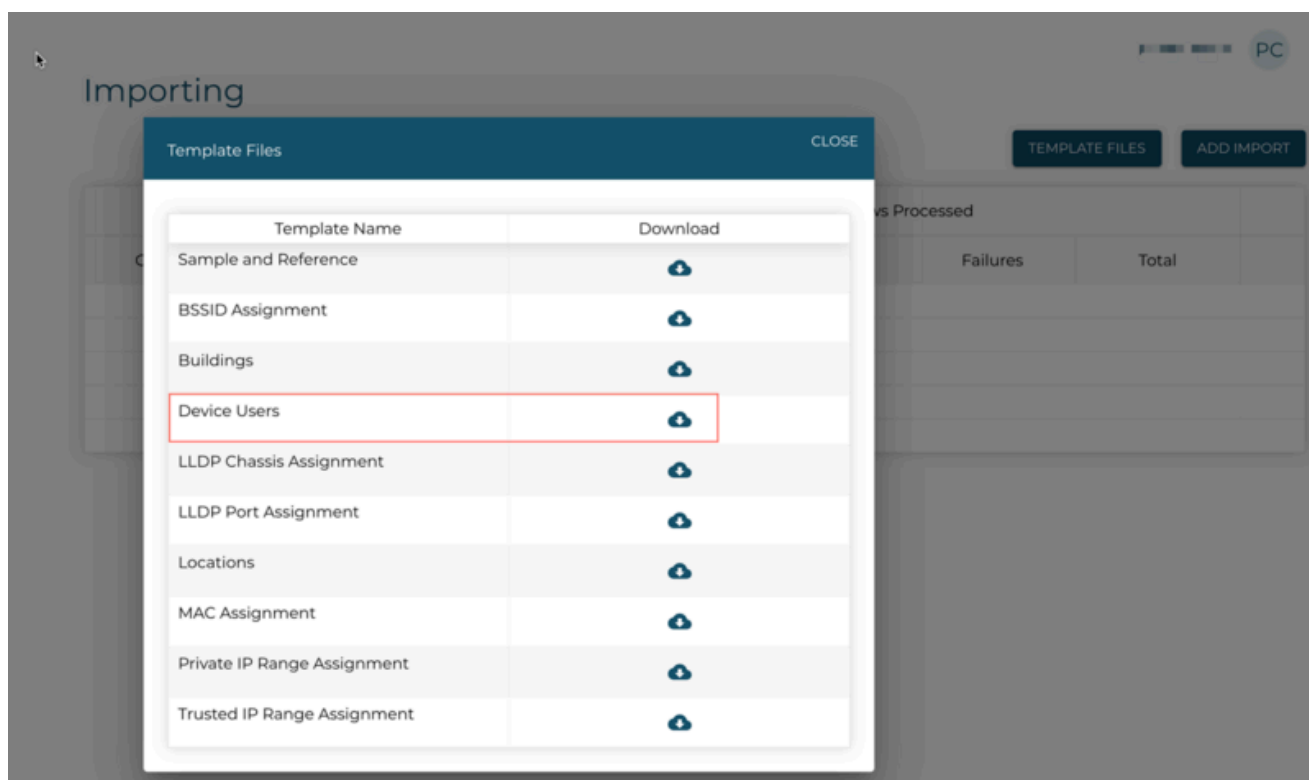 PC
Importing
Template Files
CLOSE
TEMPLATE FILES
ADD IMPORT
Processed
Failures
Total
Template Name
Download
Sample and Reference
BSSID Assignment
Buildings
Device Users
LLDP Chassis Assignment
LLDP Port Assignment
Locations
MAC Assignment
Private IP Range Assignment
Trusted IP Range Assignment